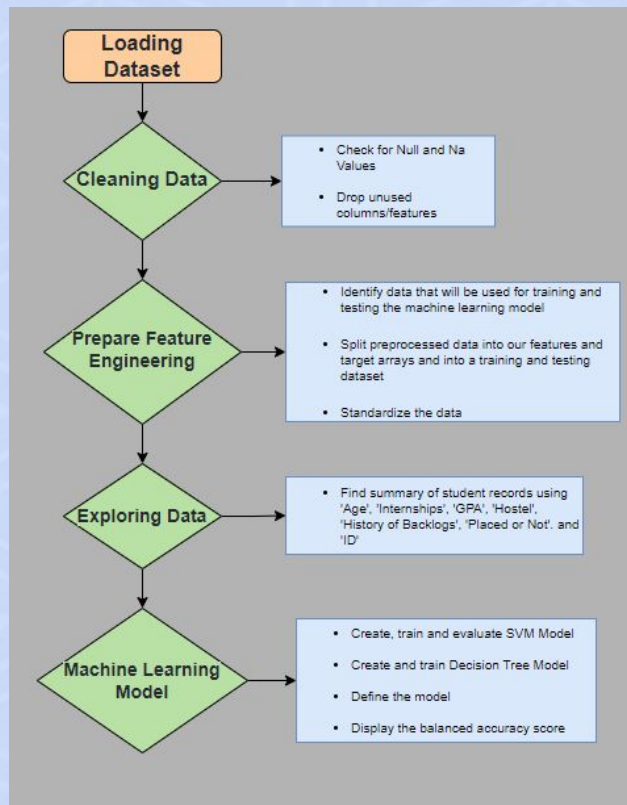 Loading
Dataset
Cleaning Data
• Check for Null and Na
Values
• Drop unused
columns/features
Prepare Feature
Engineering
• Identify data that will be used for training and
testing the machine learning model
• Split preprocessed data into our features and
target arrays and into a training and testing
dataset
• Standardize the data
Exploring Data
• Find summary of student records using
'Age', 'Internships', 'GPA', 'Hostel',
'History of Backlogs', 'Placed or Not'. and
'ID'
Machine Learning
Model
• Create, train and evaluate SVM Model
• Create and train Decision Tree Model
• Define the model
• Display the balanced accuracy score